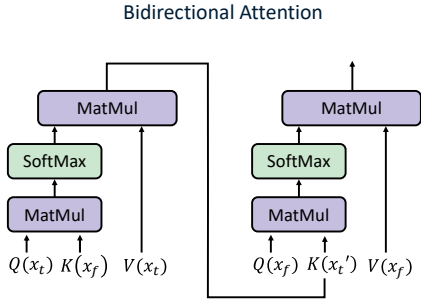 Bidirectional Attention
MatMul
MatMul
SoftMax
SoftMax
MatMul
MatMul
Q(x_t) K(x_f) V(x_t) Q(x_f) K(x_t') V(x_f)